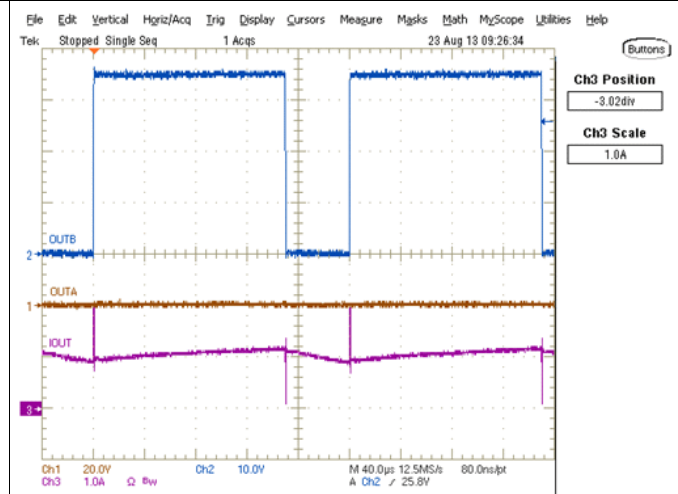 File Edit Vertical Horiz/Acq Trig Display Cursors Measure Masks Math MyScope Utilities Help
Tek Stopped Single Seq 1 Acqs 23 Aug 13 09:26:34
Buttons
Ch3 Position
-3.02div
Ch3 Scale
1.0A
OUTB
2
OUTA
1
IOUT
3
Ch1 20.0V Ch2 10.0V M 40.0µs 12.5MS/s 80.0ns/pt
Ch3 1.0A Ω Bw A Ch2 ∕ 25.8V